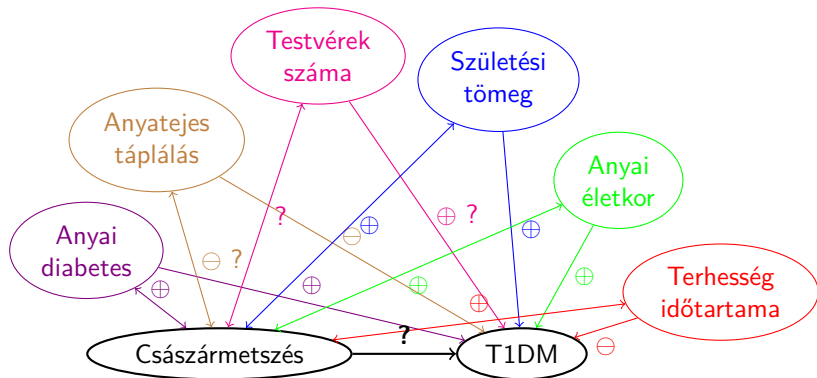 Testvérek
száma
Születési
tömeg
Anyatejes
táplálás
Anyai
életkor
Anyai
diabetes
Terhesség
időtartama
?
⊕ ?
⊕
⊖
⊕
⊖ ?
⊕
⊕
⊕
⊕
⊕
?
⊖
Császármetszés
T1DM